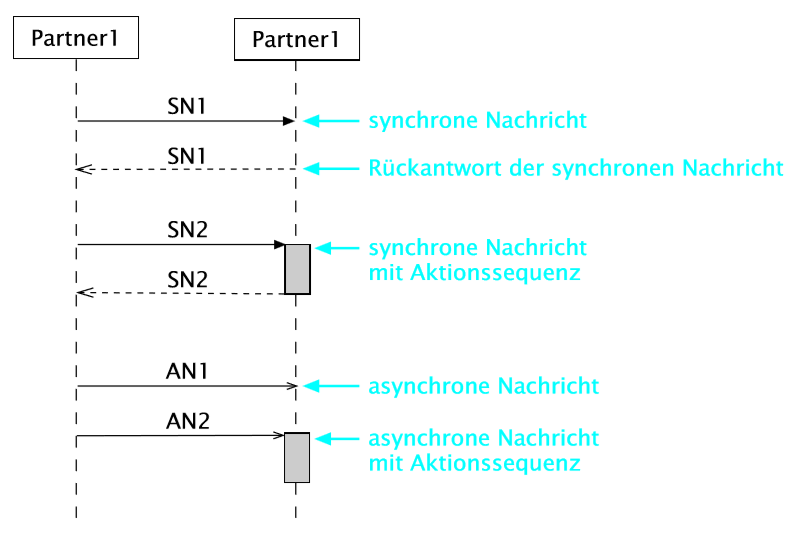 Partner1
Partner1
SN1
synchrone Nachricht
SN1
Rückantwort der synchronen Nachricht
SN2
synchrone Nachricht
mit Aktionssequenz
SN2
AN1
asynchrone Nachricht
AN2
asynchrone Nachricht
mit Aktionssequenz